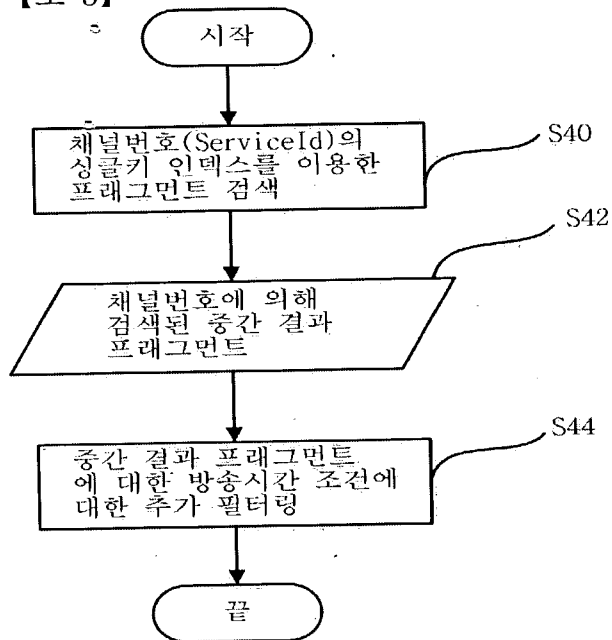 시작
채널번호(ServiceId)의
싱글키 인덱스를 이용한
프래그먼트 검색
S40
S42
채널번호에 의해
검색된 중간 결과
프래그먼트
S44
중간 결과 프래그먼트
에 대한 방송시간 조건에
대한 추가 필터링
끝